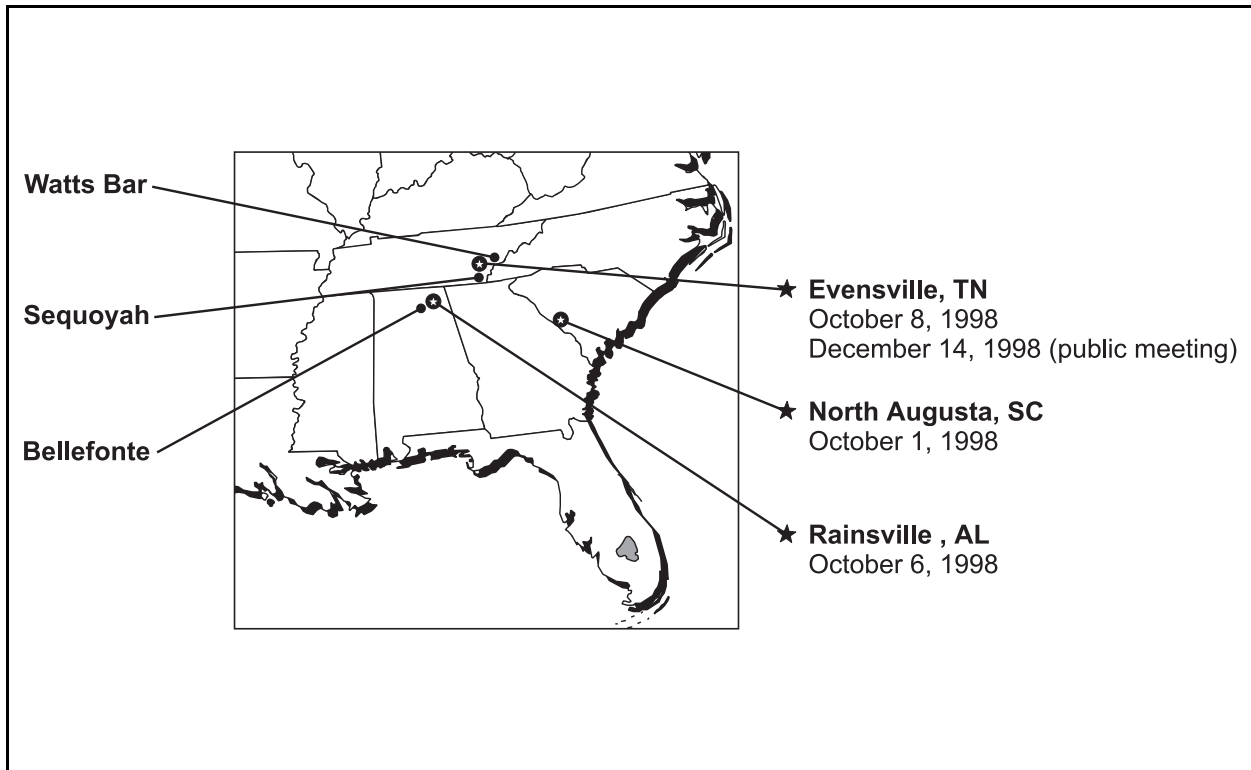 Watts Bar
Sequoyah
Bellefonte
Evensville, TN
October 8, 1998
December 14, 1998 (public meeting)
North Augusta, SC
October 1, 1998
Rainsville , AL
October 6, 1998